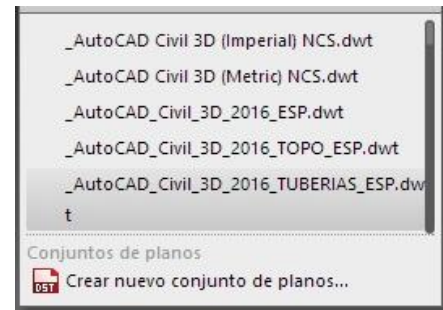 _AutoCAD Civil 3D (Imperial) NCS.dwt
_AutoCAD Civil 3D (Metric) NCS.dwt
_AutoCAD_Civil_3D_2016_ESP.dwt
_AutoCAD_Civil_3D_2016_TOPO_ESP.dwt
_AutoCAD_Civil_3D_2016_TUBERIAS_ESP.dw
t
Conjuntos de planos
DST Crear nuevo conjunto de planos...